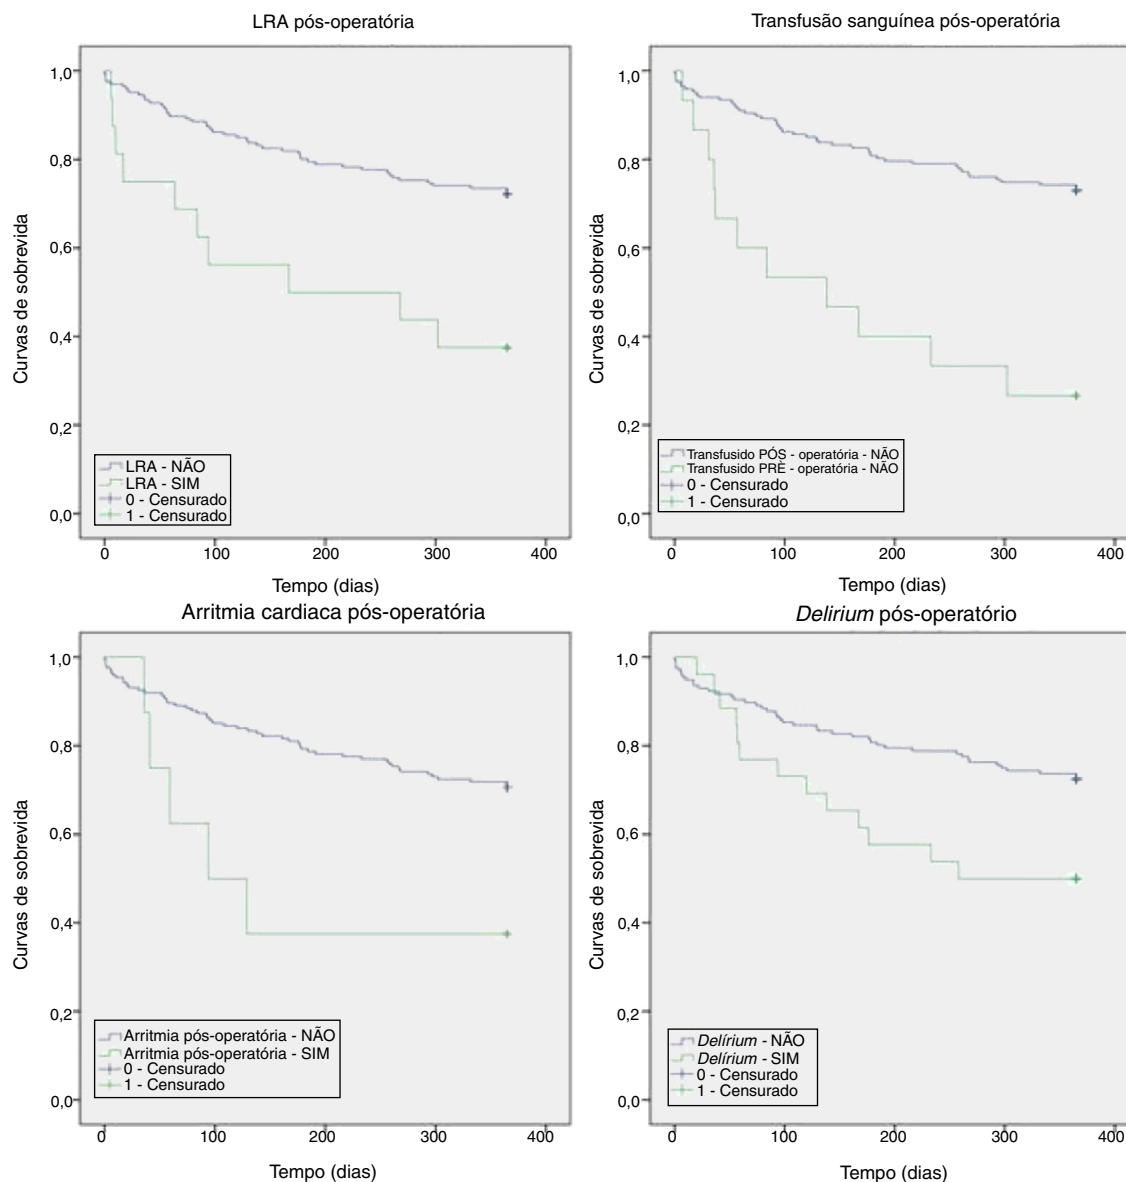 LRA pós-operatória
Curvas de sobrevida
1,0
0,8
0,6
0,4
0,2
0,0
LRA - NÃO
LRA - SIM
0 - Censurado
1 - Censurado
0 100 200 300 400
Tempo (dias)
Transfusão sanguínea pós-operatória
Curvas de sobrevida
1,0
0,8
0,6
0,4
0,2
0,0
Transfusido PÓS - operatória - NÃO
Transfusido PRÈ - operatória - NÃO
0 - Censurado
1 - Censurado
0 100 200 300 400
Tempo (dias)
Arritmia cardiaca pós-operatória
Curvas de sobrevida
1,0
0,8
0,6
0,4
0,2
0,0
Arritmia pós-operatória - NÃO
Arritmia pós-operatória - SIM
0 - Censurado
1 - Censurado
0 100 200 300 400
Tempo (dias)
Delirium pós-operatório
Curvas de sobrevida
1,0
0,8
0,6
0,4
0,2
0,0
Delírium - NÃO
Delírium - SIM
0 - Censurado
1 - Censurado
0 100 200 300 400
Tempo (dias)